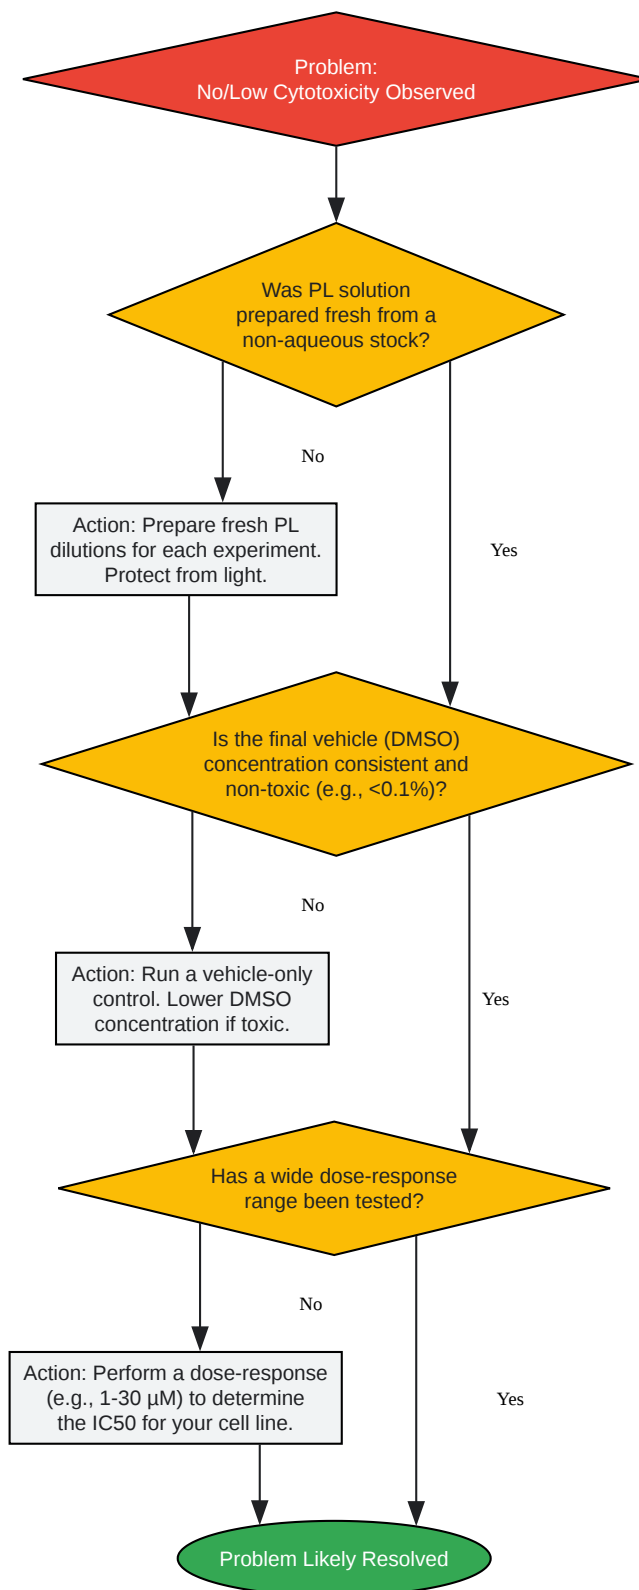 Problem:
No/Low Cytotoxicity Observed
Was PL solution
prepared fresh from a
non-aqueous stock?
No
Action: Prepare fresh PL
dilutions for each experiment.
Protect from light.
Yes
Is the final vehicle (DMSO)
concentration consistent and
non-toxic (e.g., <0.1%)?
No
Action: Run a vehicle-only
control. Lower DMSO
concentration if toxic.
Yes
Has a wide dose-response
range been tested?
No
Action: Perform a dose-response
(e.g., 1-30 µM) to determine
the IC50 for your cell line.
Yes
Problem Likely Resolved